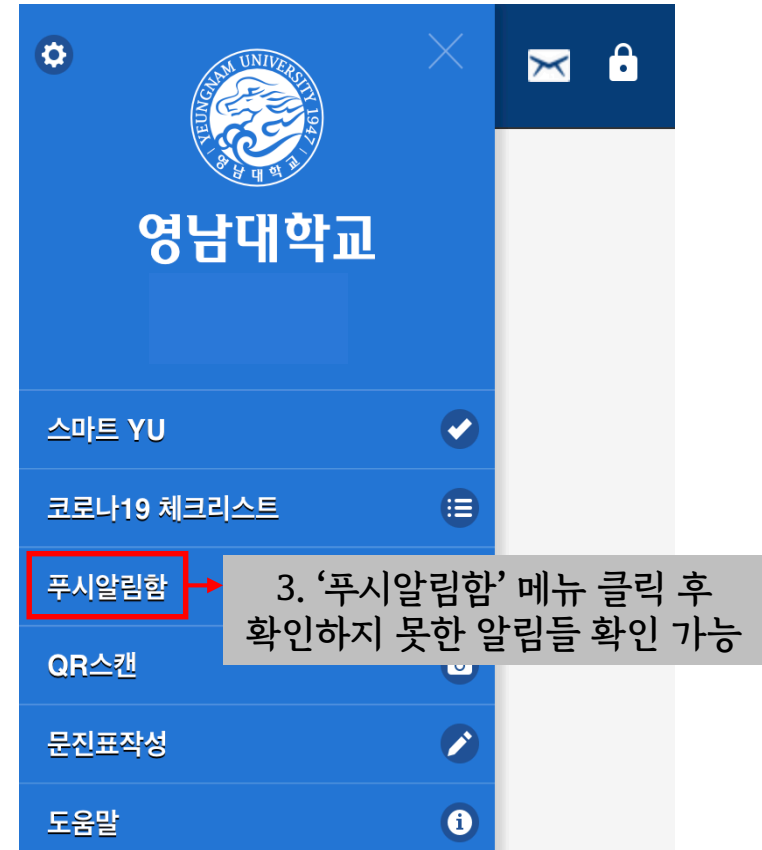 YEUNGNAM UNIVERSITY 1947
영남대학교
영남대학교
스마트 YU
코로나19 체크리스트
푸시알림함
3. ‘푸시알림함’ 메뉴 클릭 후
확인하지 못한 알림들 확인 가능
QR스캔
문진표작성
도움말